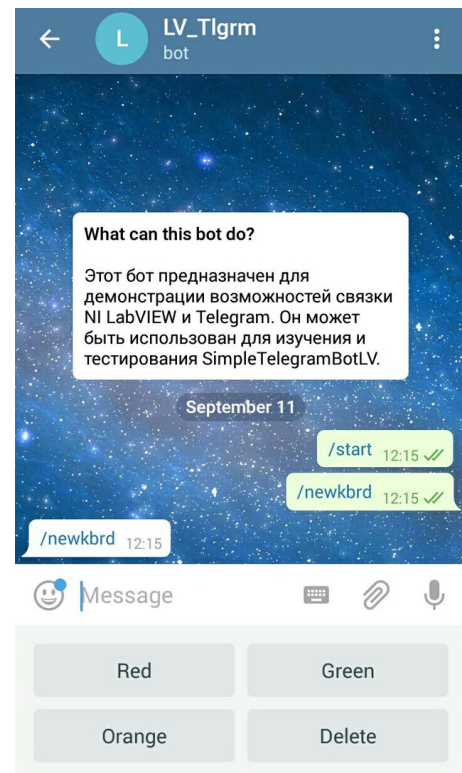 L
LV_Tlgrm
bot
What can this bot do?
Этот бот предназначен для
демонстрации возможностей связки
NI LabVIEW и Telegram. Он может
быть использован для изучения и
тестирования SimpleTelegramBotLV.
September 11
/start 12:15
/newkbrd 12:15
/newkbrd 12:15
Message
Red Green
Orange Delete